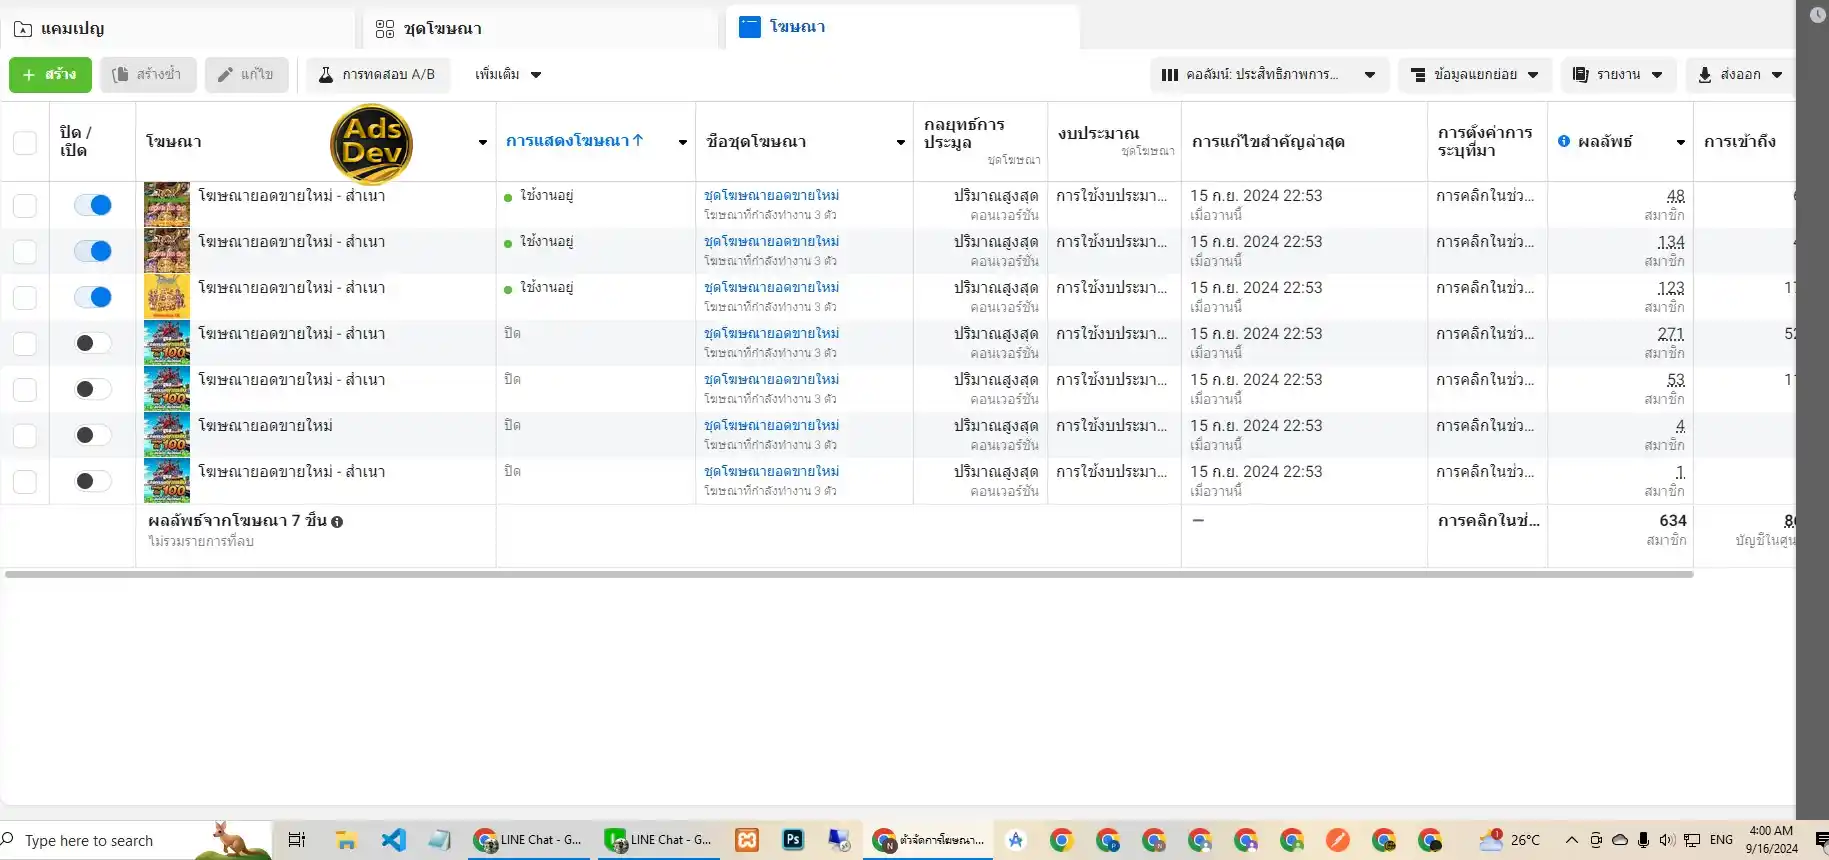 แคมเปญ
ชุดโฆษณา
โฆษณา
+ สร้าง
สร้างซ้ำ
แก้ไข
การทดสอบ A/B
เพิ่มเติม
คอลัมน์: ประสิทธิภาพการ...
ข้อมูลแยกย่อย
รายงาน
ส่งออก
ปิด / เปิด
โฆษณา
Ads Dev
การแสดงโฆษณา ↑
ชื่อชุดโฆษณา
กลยุทธ์การประมูล
ชุดโฆษณา
งบประมาณ
ชุดโฆษณา
การแก้ไขสำคัญล่าสุด
การตั้งค่าการระบุที่มา
ผลลัพธ์
การเข้าถึง
โฆษณายอดขายใหม่ - สำเนา ใช้งานอยู่ ชุดโฆษณายอดขายใหม่ ปริมาณสูงสุด การใช้งบประมา... 15 ก.ย. 2024 22:53 การคลิกในช่ว... 48
โฆษณาที่กำลังทำงาน 3 ตัว คอนเวอร์ชัน เมื่อวานนี้ สมาชิก
โฆษณายอดขายใหม่ - สำเนา ใช้งานอยู่ ชุดโฆษณายอดขายใหม่ ปริมาณสูงสุด การใช้งบประมา... 15 ก.ย. 2024 22:53 การคลิกในช่ว... 134
โฆษณาที่กำลังทำงาน 3 ตัว คอนเวอร์ชัน เมื่อวานนี้ สมาชิก
โฆษณายอดขายใหม่ - สำเนา ใช้งานอยู่ ชุดโฆษณายอดขายใหม่ ปริมาณสูงสุด การใช้งบประมา... 15 ก.ย. 2024 22:53 การคลิกในช่ว... 123
โฆษณาที่กำลังทำงาน 3 ตัว คอนเวอร์ชัน เมื่อวานนี้ สมาชิก
โฆษณายอดขายใหม่ - สำเนา ปิด ชุดโฆษณายอดขายใหม่ ปริมาณสูงสุด การใช้งบประมา... 15 ก.ย. 2024 22:53 การคลิกในช่ว... 271
โฆษณาที่กำลังทำงาน 3 ตัว คอนเวอร์ชัน เมื่อวานนี้ สมาชิก
โฆษณายอดขายใหม่ - สำเนา ปิด ชุดโฆษณายอดขายใหม่ ปริมาณสูงสุด การใช้งบประมา... 15 ก.ย. 2024 22:53 การคลิกในช่ว... 53
โฆษณาที่กำลังทำงาน 3 ตัว คอนเวอร์ชัน เมื่อวานนี้ สมาชิก
โฆษณายอดขายใหม่ ปิด ชุดโฆษณายอดขายใหม่ ปริมาณสูงสุด การใช้งบประมา... 15 ก.ย. 2024 22:53 การคลิกในช่ว... 4
โฆษณาที่กำลังทำงาน 3 ตัว คอนเวอร์ชัน เมื่อวานนี้ สมาชิก
โฆษณายอดขายใหม่ - สำเนา ปิด ชุดโฆษณายอดขายใหม่ ปริมาณสูงสุด การใช้งบประมา... 15 ก.ย. 2024 22:53 การคลิกในช่ว... 1
โฆษณาที่กำลังทำงาน 3 ตัว คอนเวอร์ชัน เมื่อวานนี้ สมาชิก
ผลลัพธ์จากโฆษณา 7 ชิ้น — การคลิกในช่... 634
ไม่รวมรายการที่ลบ สมาชิก บัญชีในศูน
Type here to search
LINE Chat - G...
LINE Chat - G...
Ps
ตัวจัดการโฆษณา...
26°C
ENG
4:00 AM
9/16/2024